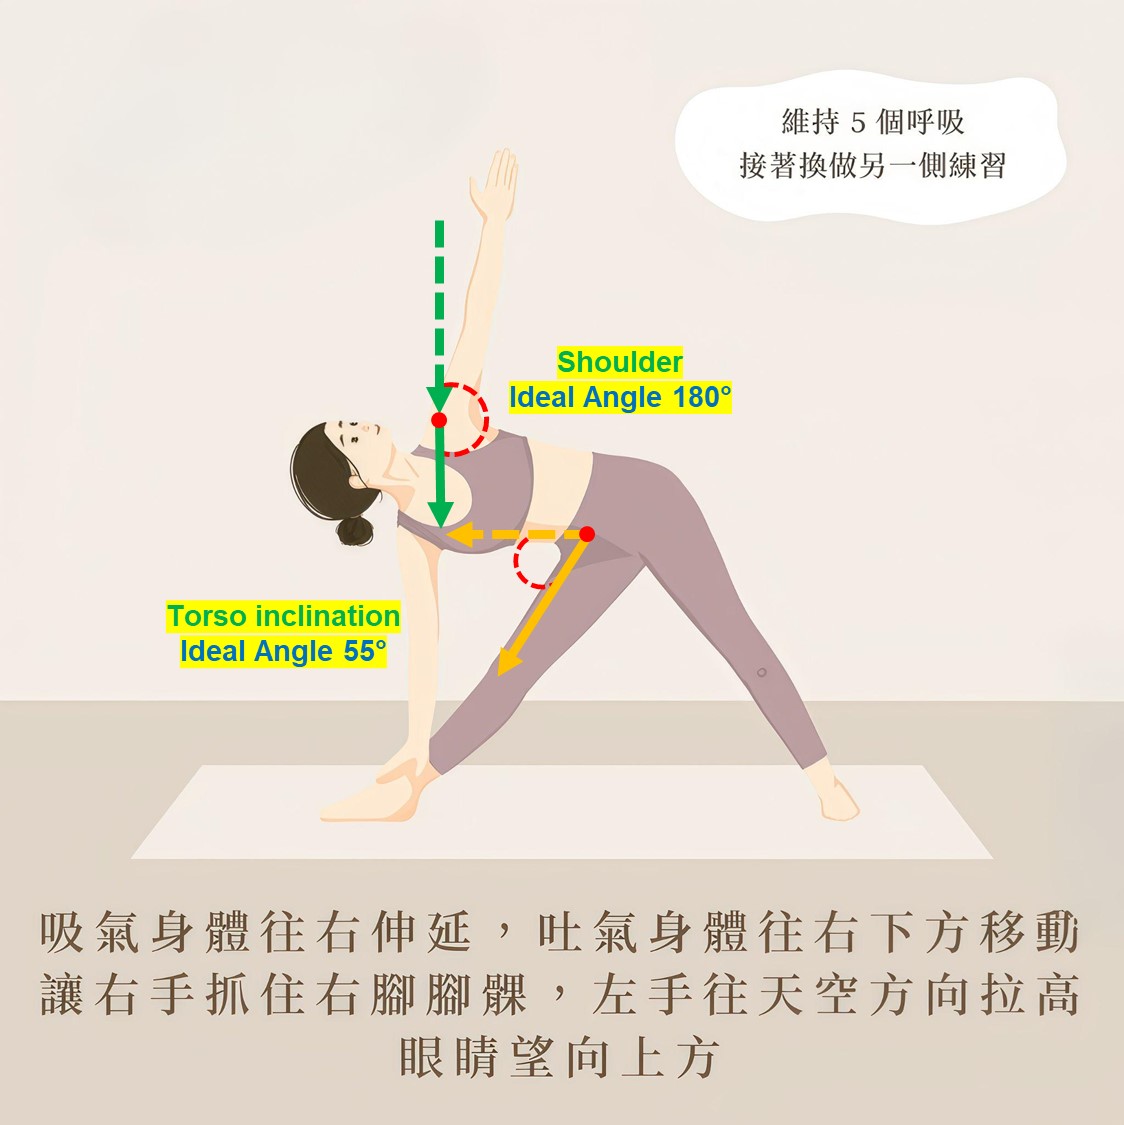 維持 5 個呼吸
接著換做另一側練習
Shoulder
Ideal Angle 180°
Torso inclination
Ideal Angle 55°
吸氣身體往右伸延，吐氣身體往右下方移動
讓右手抓住右腳腳髁，左手往天空方向拉高
眼睛望向上方